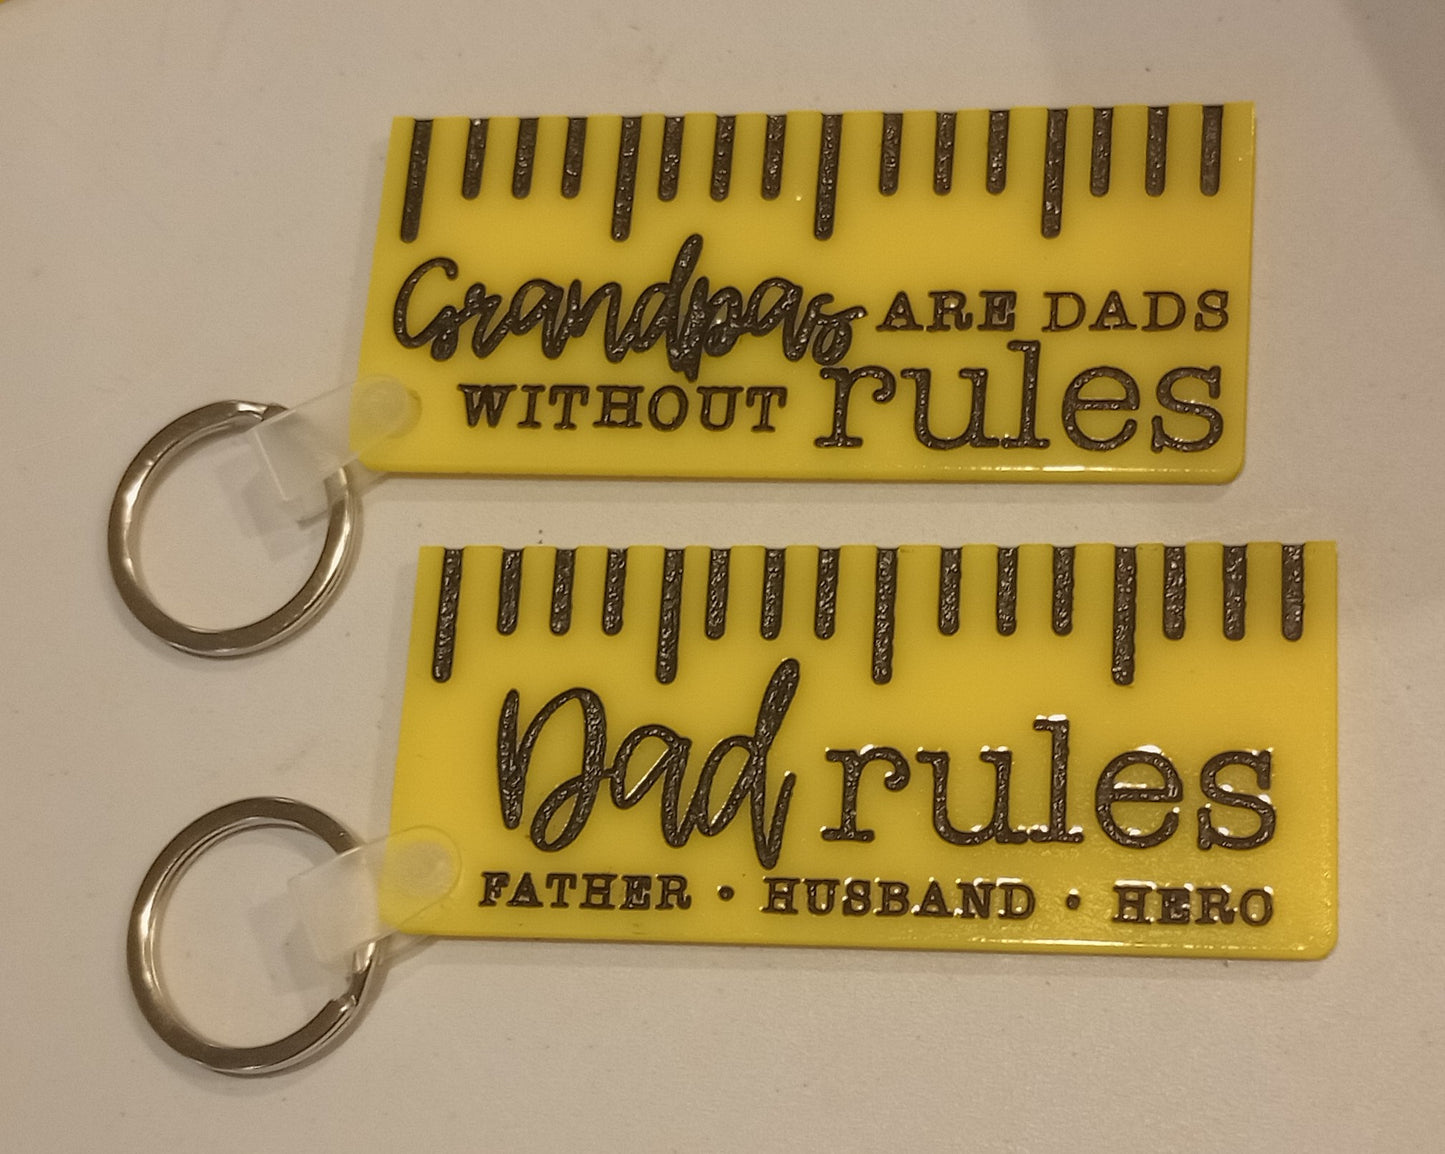 Grandpas ARE DADS
WITHOUT rules
Dad rules
FATHER • HUSBAND • HERO